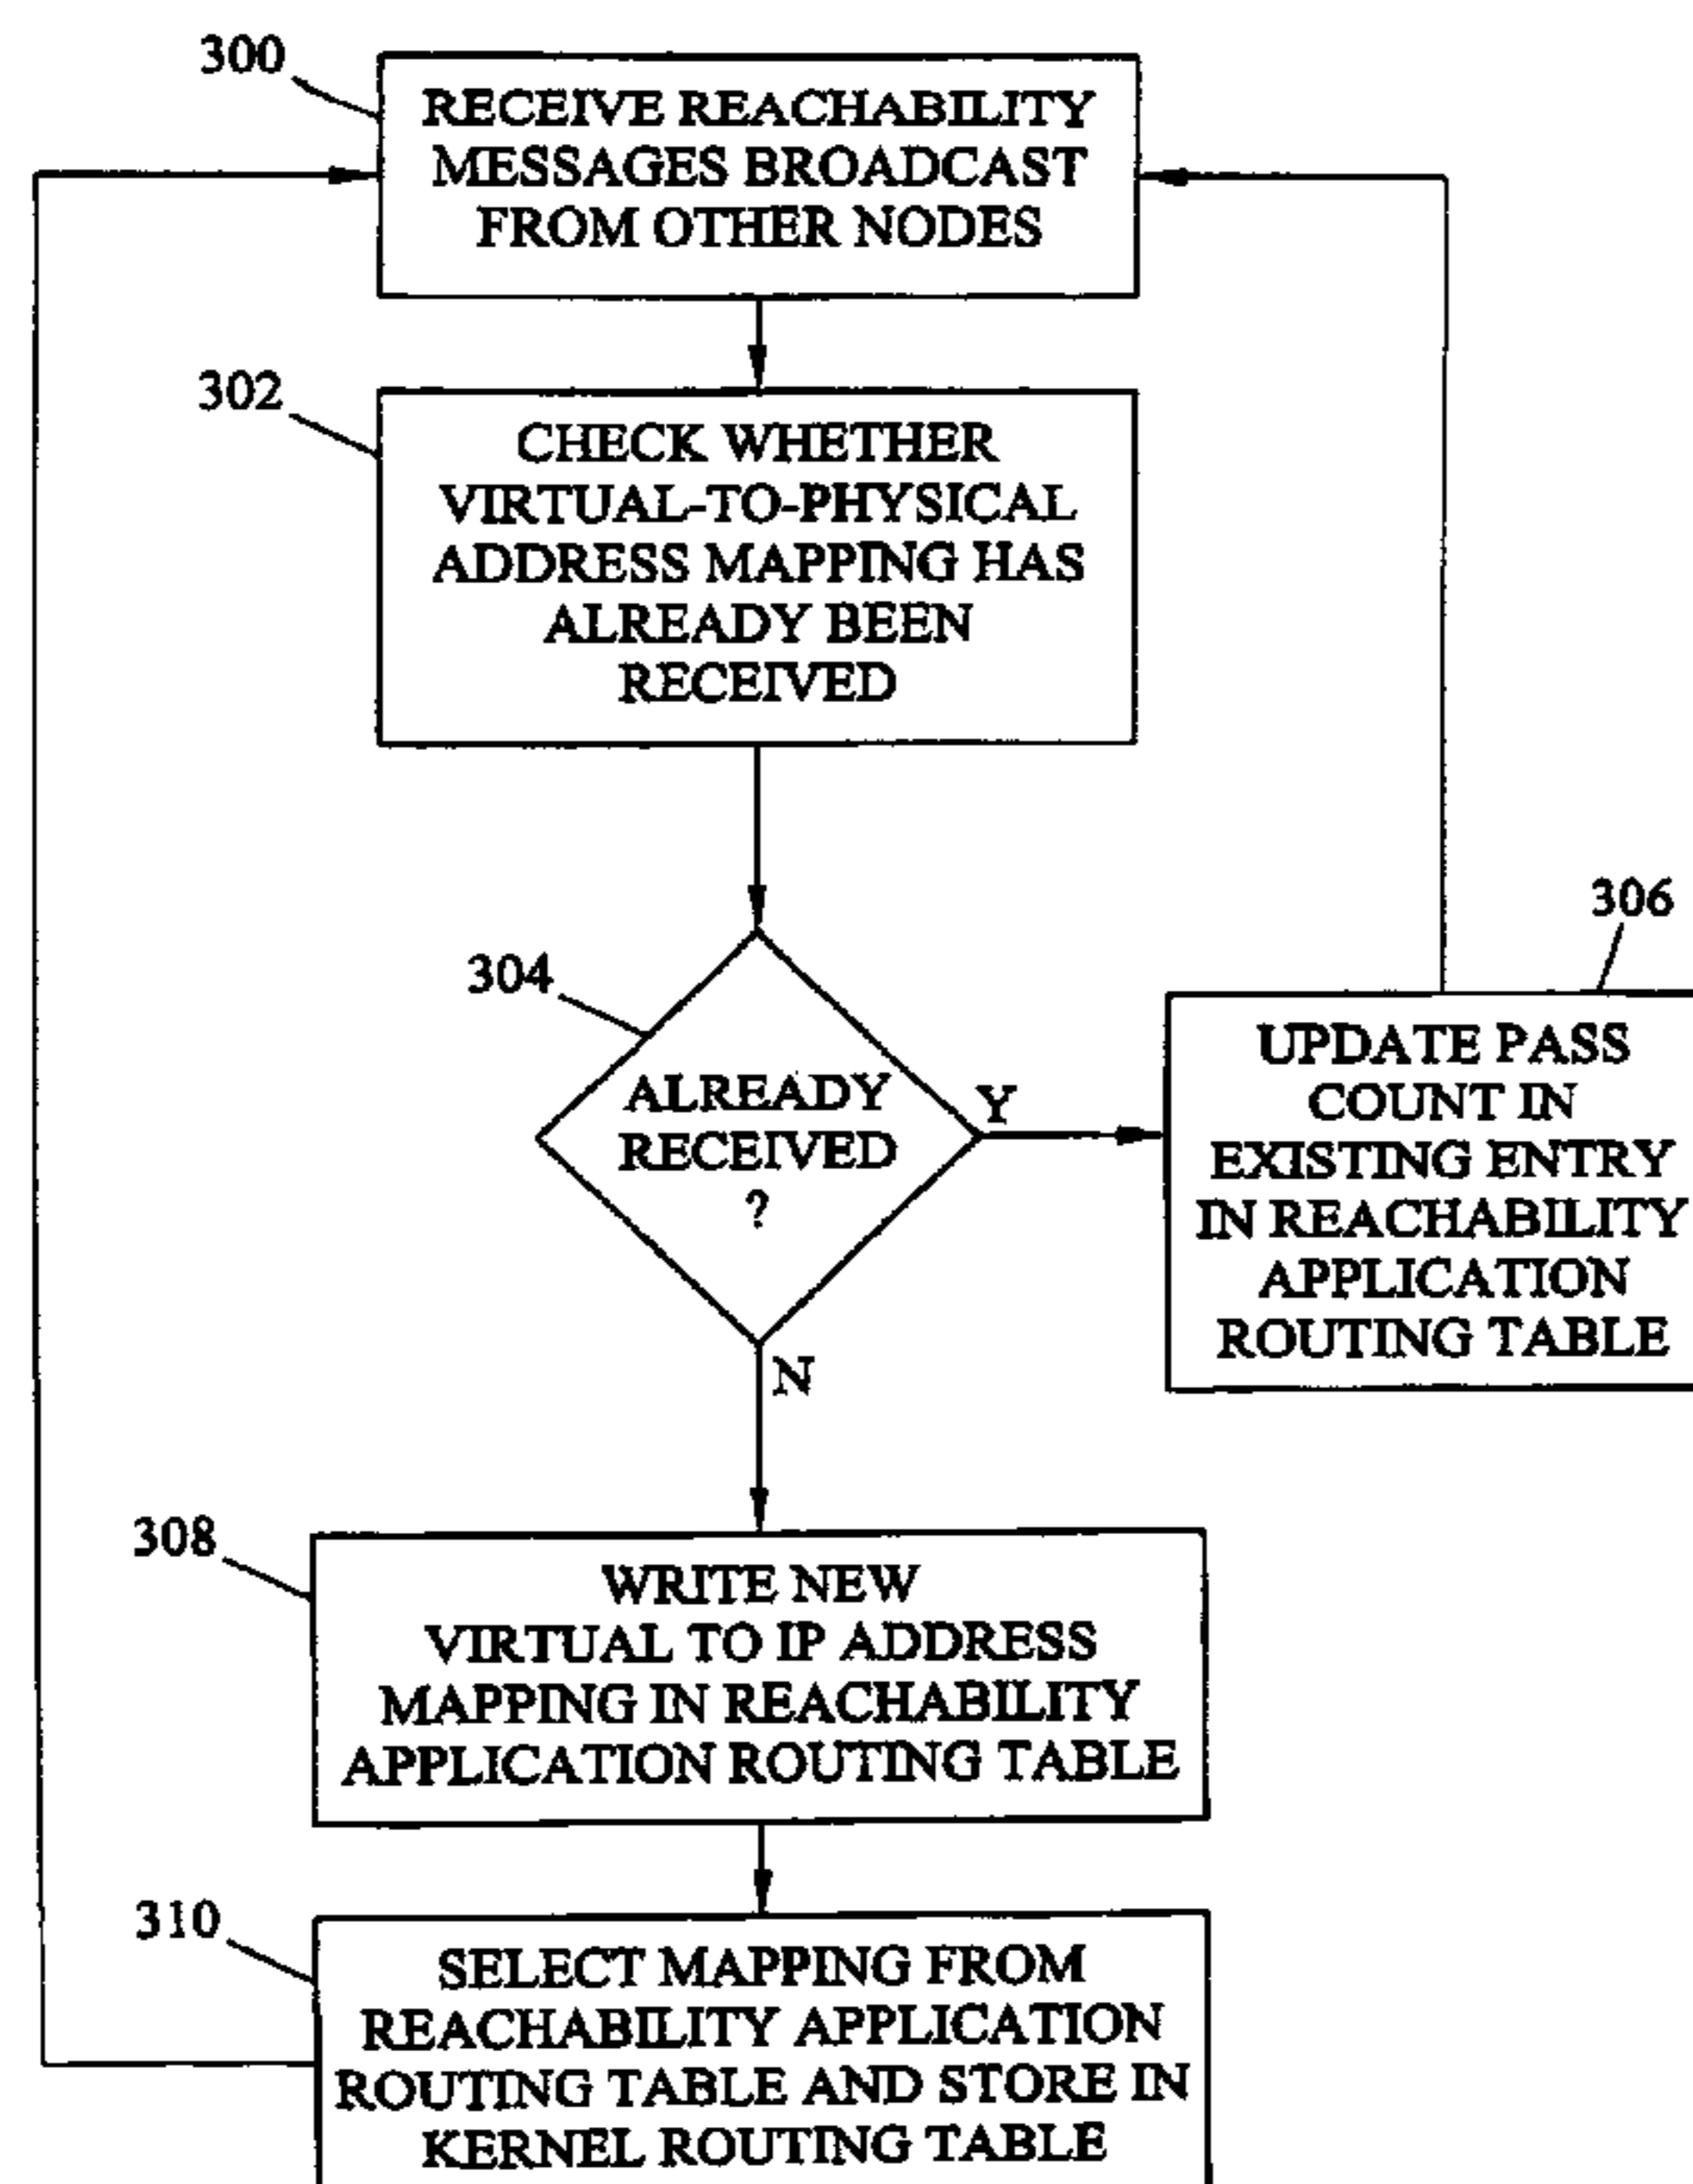 300
RECEIVE REACHABILITY
MESSAGES BROADCAST
FROM OTHER NODES
302
CHECK WHETHER
VIRTUAL-TO-PHYSICAL
ADDRESS MAPPING HAS
ALREADY BEEN
RECEIVED
304
ALREADY
RECEIVED
?
Y
N
306
UPDATE PASS
COUNT IN
EXISTING ENTRY
IN REACHABILITY
APPLICATION
ROUTING TABLE
308
WRITE NEW
VIRTUAL TO IP ADDRESS
MAPPING IN REACHABILITY
APPLICATION ROUTING TABLE
310
SELECT MAPPING FROM
REACHABILITY APPLICATION
ROUTING TABLE AND STORE IN
KERNEL ROUTING TABLE